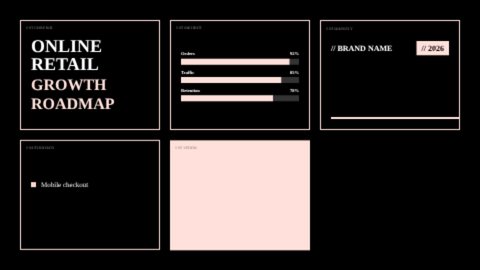 ONLINE
RETAIL
GROWTH
ROADMAP
Orders 92%
Traffic 85%
Retention 78%
// BRAND NAME // 2026
Mobile checkout